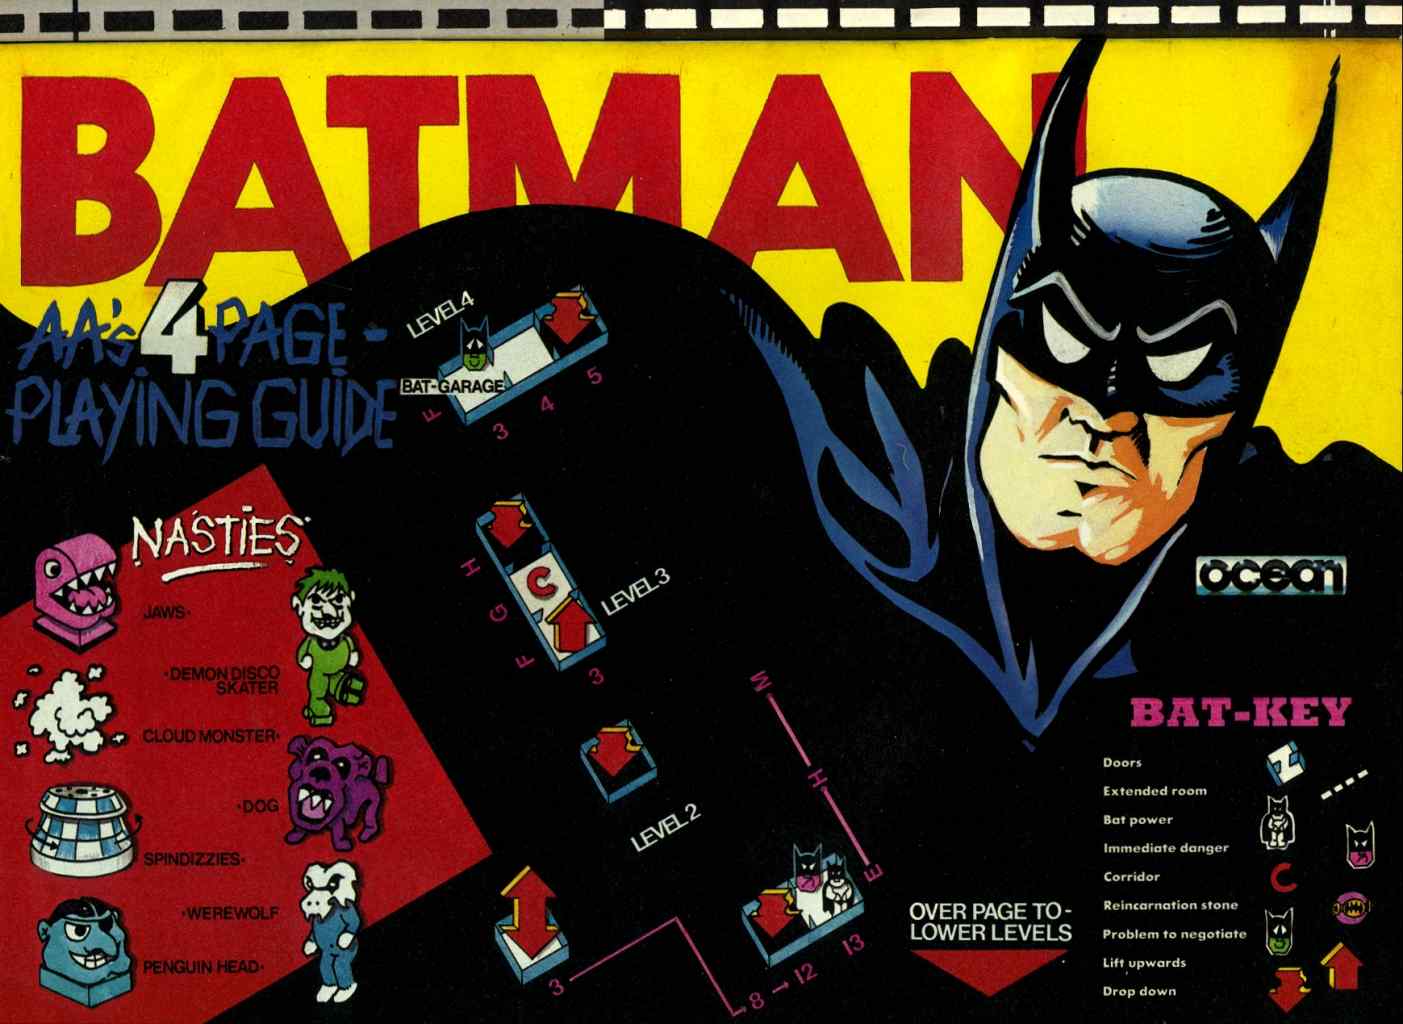 BATMAN
AA's 4 PAGE -
PLAYING GUIDE
LEVEL 4
BAT-GARAGE
F
3
4
5
NASTIES
JAWS·
·DEMON DISCO
SKATER
CLOUD MONSTER·
·DOG
SPINDIZZIES·
·WEREWOLF
PENGUIN HEAD·
H
G
F
3
C
LEVEL 3
LEVEL 2
3
M
H
E
8 → 12
13
OVER PAGE TO -
LOWER LEVELS
ocean
BAT-KEY
Doors
Z
Extended room
Bat power
Immediate danger
Corridor
C
Reincarnation stone
Problem to negotiate
Lift upwards
Drop down